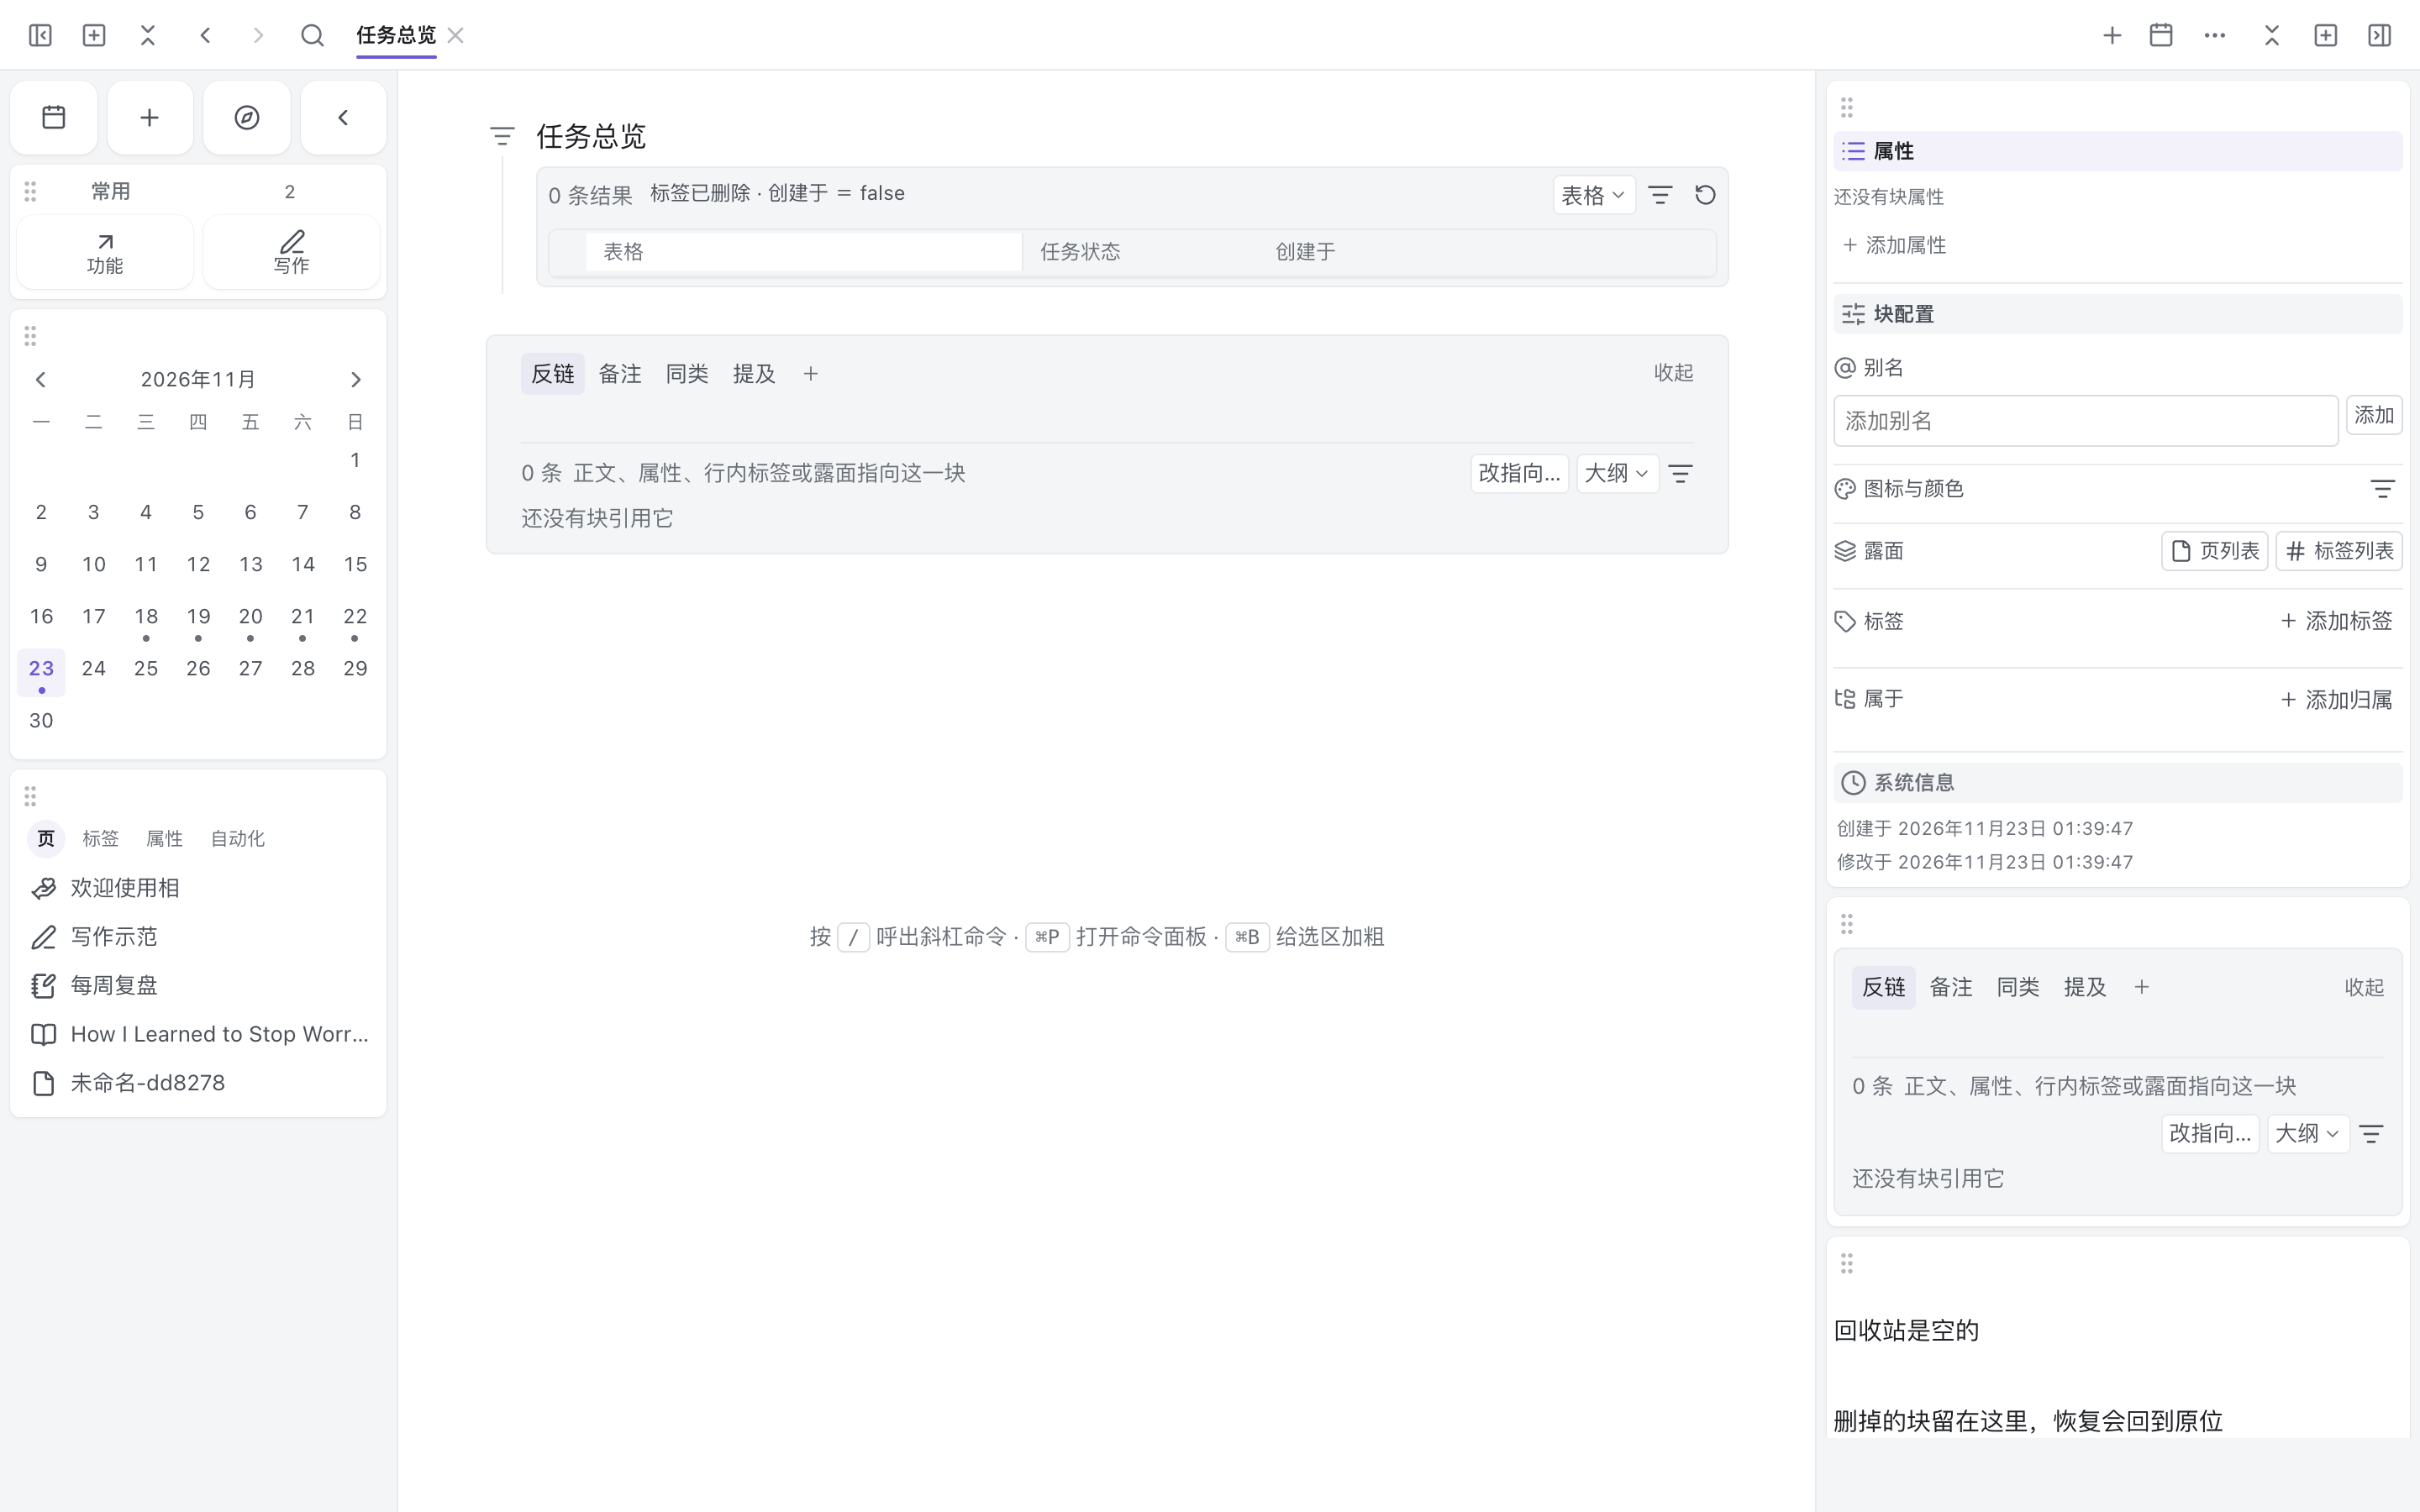 任务总览
常用 2
功能
写作
2026年11月
一 二 三 四 五 六 日
1
2 3 4 5 6 7 8
9 10 11 12 13 14 15
16 17 18 19 20 21 22
23 24 25 26 27 28 29
30
页 标签 属性 自动化
欢迎使用相
写作示范
每周复盘
How I Learned to Stop Worr...
未命名-dd8278
任务总览
0 条结果 标签已删除 · 创建于 = false 表格
表格 任务状态 创建于
反链 备注 同类 提及 + 收起
0 条 正文、属性、行内标签或露面指向这一块 改指向... 大纲
还没有块引用它
按 / 呼出斜杠命令 · ⌘P 打开命令面板 · ⌘B 给选区加粗
属性
还没有块属性
+ 添加属性
块配置
别名
添加别名 添加
图标与颜色
露面 页列表 # 标签列表
标签 + 添加标签
属于 + 添加归属
系统信息
创建于 2026年11月23日 01:39:47
修改于 2026年11月23日 01:39:47
反链 备注 同类 提及 + 收起
0 条 正文、属性、行内标签或露面指向这一块
改指向... 大纲
还没有块引用它
回收站是空的
删掉的块留在这里，恢复会回到原位